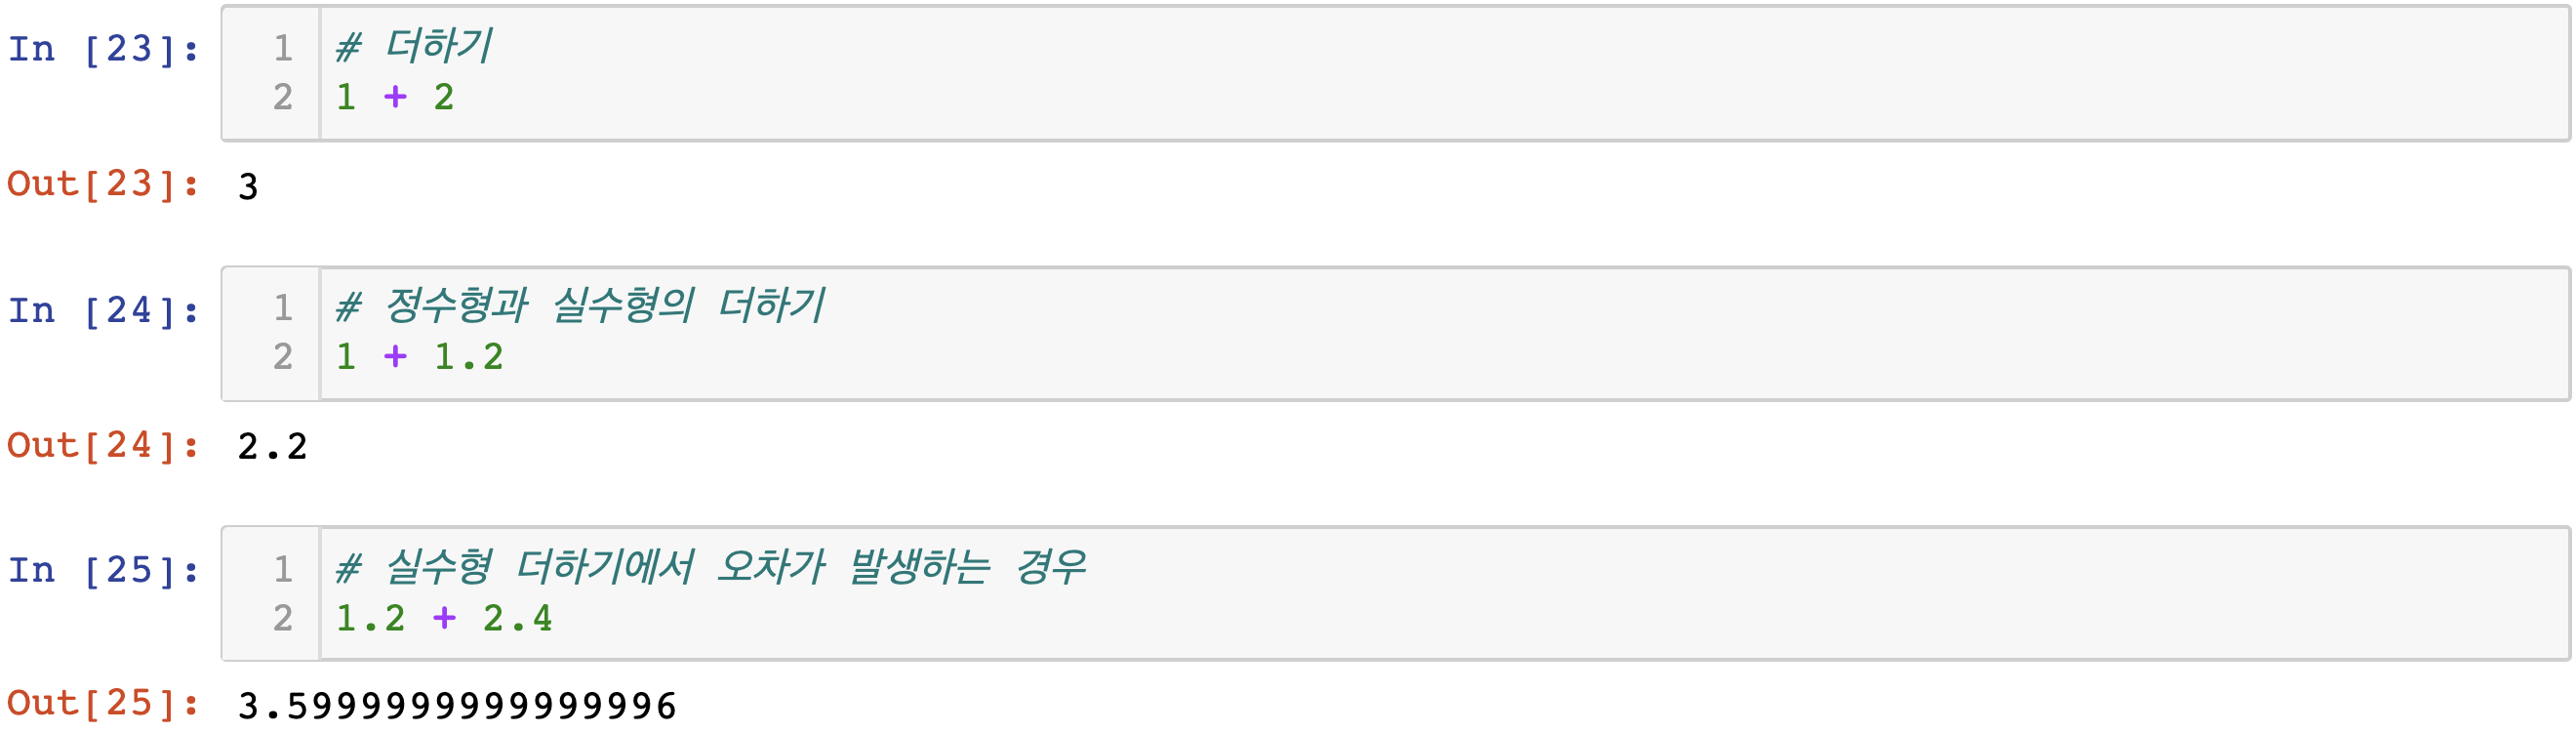 In [23]: 1 # 더하기
2 1 + 2
Out[23]: 3
In [24]: 1 # 정수형과 실수형의 더하기
2 1 + 1.2
Out[24]: 2.2
In [25]: 1 # 실수형 더하기에서 오차가 발생하는 경우
2 1.2 + 2.4
Out[25]: 3.5999999999999996